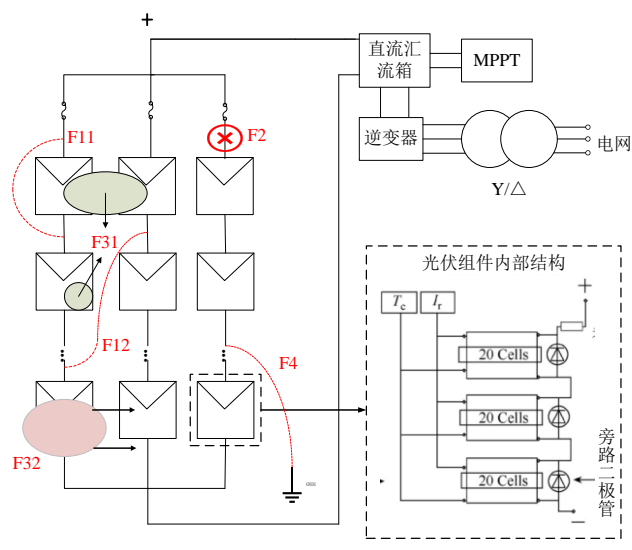 +
直流汇
流箱
MPPT
F11
F2
逆变器
电网
Y/△
F31
光伏组件内部结构
+
Tc
Ir
20 Cells
F12
F4
20 Cells
F32
20 Cells
旁路二极管
—